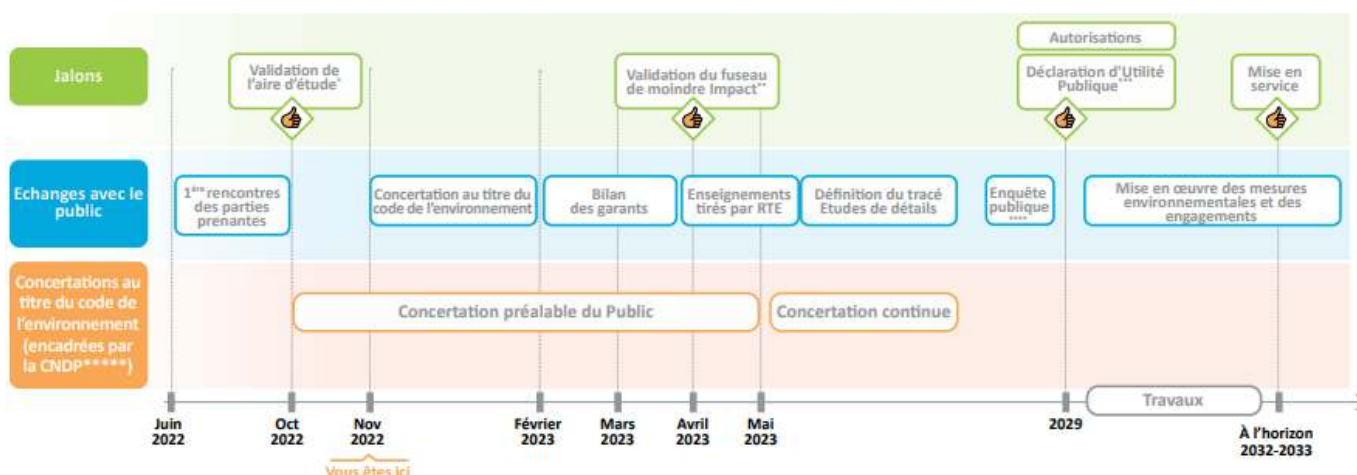 Jalons
Validation de
l'aire d'étude*
Validation du fuseau
de moindre Impact**
Autorisations
Déclaration d'Utilité
Publique***
Mise en
service
Echanges avec le
public
1ère rencontres
des parties
prenantes
Concertation au titre du
code de l'environnement
Bilan
des garants
Enseignements
tirés par RTE
Définition du tracé
Etudes de détails
Enquête
publique
****
Mise en œuvre des mesures
environnementales et des
engagements
Concertations au
titre du code de
l'environnement
(encadrées par
la CNDP*****)
Concertation préalable du Public
Concertation continue
Travaux
Juin
2022
Oct
2022
Nov
2022
Février
2023
Mars
2023
Avril
2023
Mai
2023
2029
À l'horizon
2032-2033
Vous êtes ici